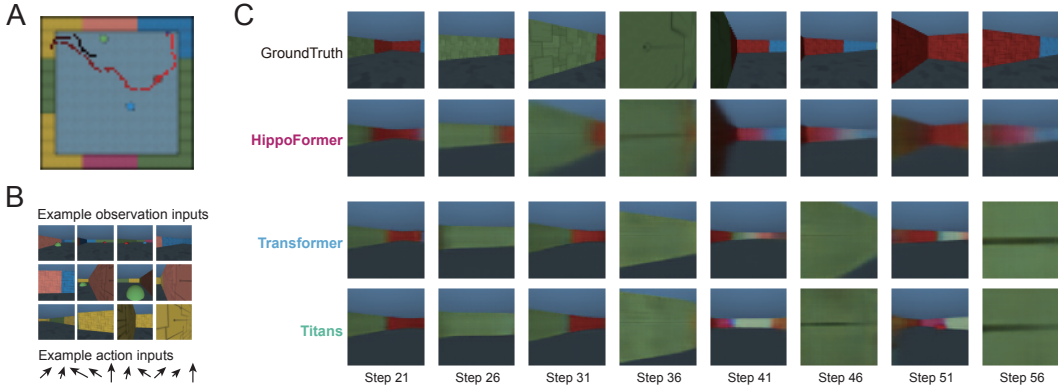 A
B
Example observation inputs
Example action inputs
C
GroundTruth
HippoFormer
Transformer
Titans
Step 21 Step 26 Step 31 Step 36 Step 41 Step 46 Step 51 Step 56